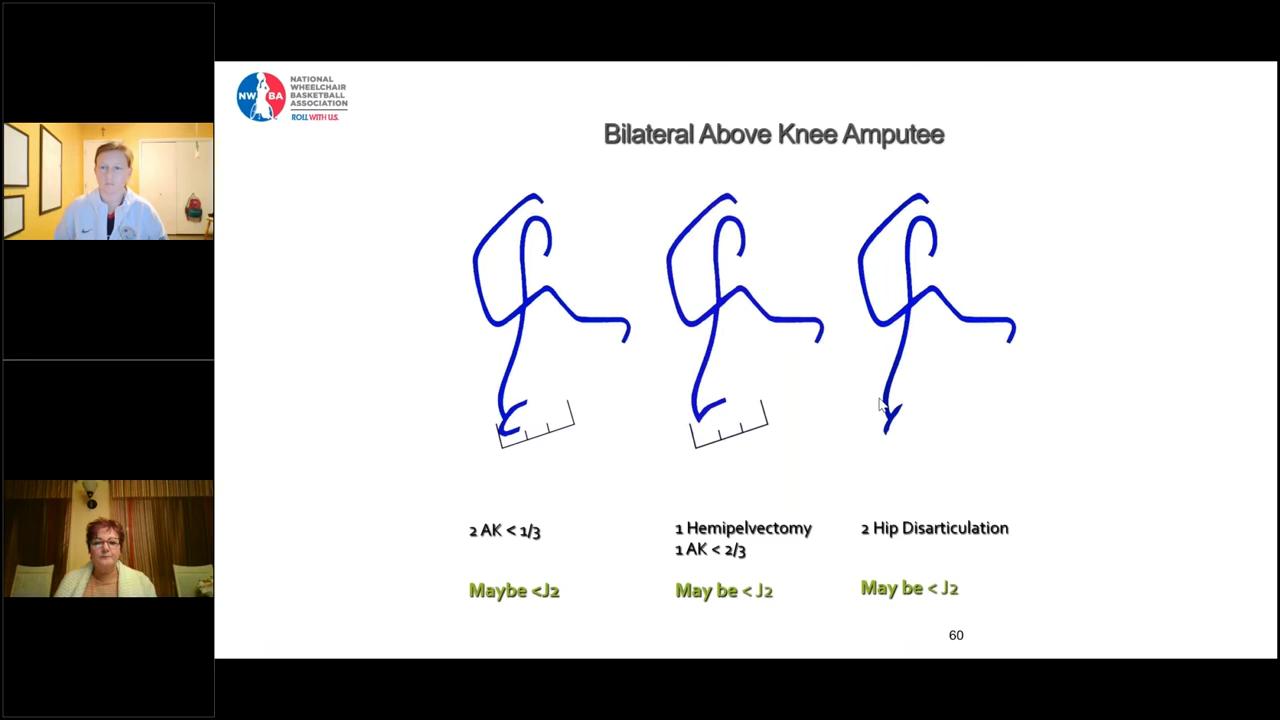 NATIONAL
WHEELCHAIR
BASKETBALL
ASSOCIATION
NWBA
ROLL WITH US.
Bilateral Above Knee Amputee
2 AK < 1/3
Maybe <J2
1 Hemipelvectomy
1 AK < 2/3
May be < J2
2 Hip Disarticulation
May be < J2
60